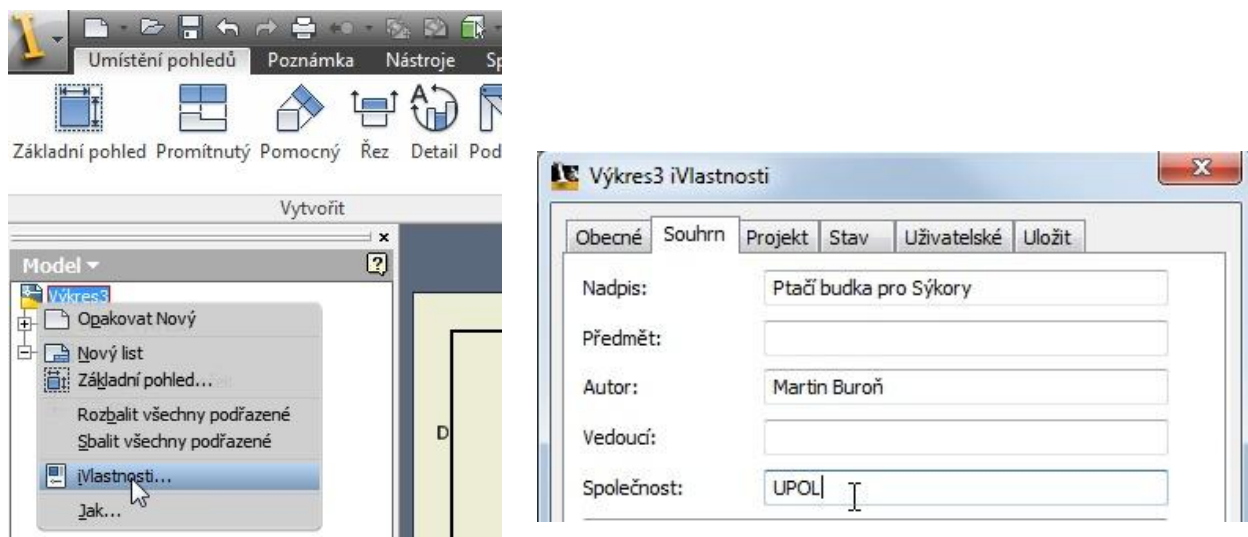 Umístění pohledů Poznámka Nástroje
Základní pohled Promítnutý Pomocný Řez Detail Pod
Vytvořit
Model
Výkres3
Opakovat Nový
Nový list
Základní pohled...
Rozbalit všechny podřazené
Sbalit všechny podřazené
iVlastnosti...
Jak...
D
Výkres3 iVlastnosti
Obecné Souhrn Projekt Stav Uživatelské Uložit
Nadpis: Ptačí budka pro Sýkory
Předmět:
Autor: Martin Buroň
Vedoucí:
Společnost: UPOL